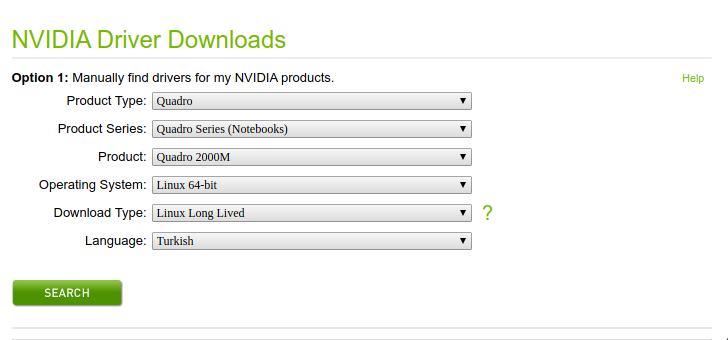 NVIDIA Driver Downloads
Option 1: Manually find drivers for my NVIDIA products. Help
Product Type: Quadro
Product Series: Quadro Series (Notebooks)
Product: Quadro 2000M
Operating System: Linux 64-bit
Download Type: Linux Long Lived ?
Language: Turkish
SEARCH